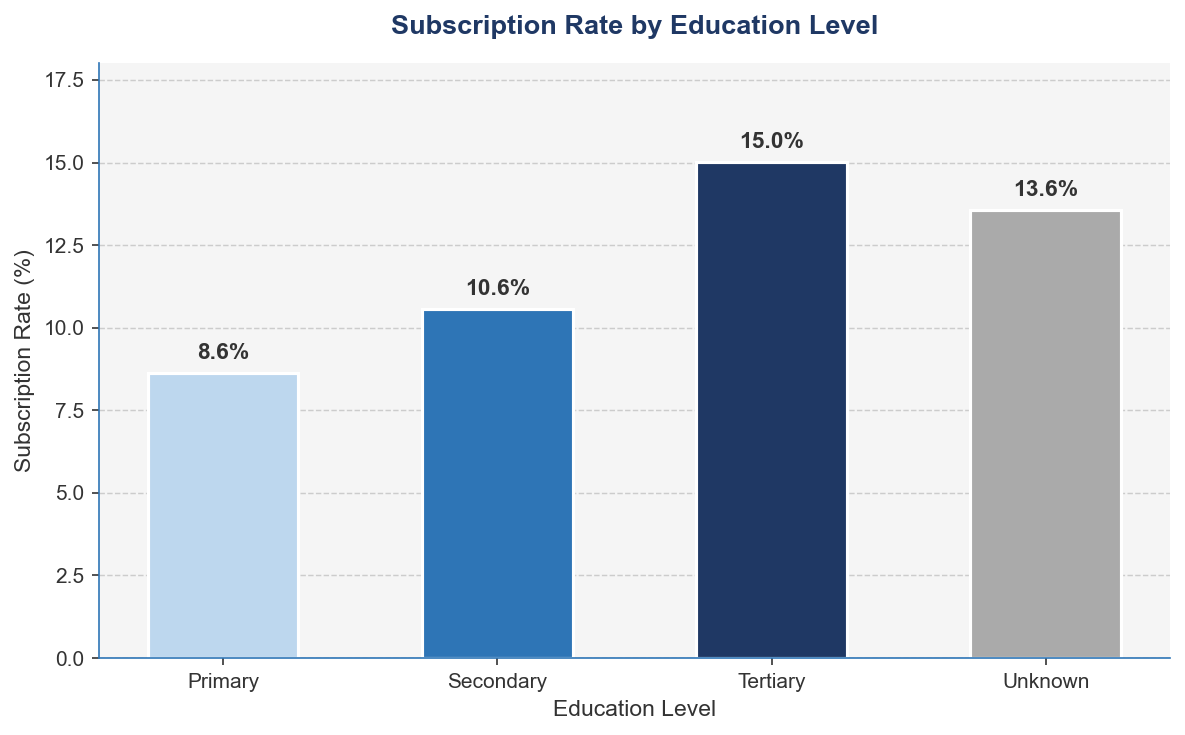 Subscription Rate by Education Level
17.5
15.0
12.5
10.0
7.5
5.0
2.5
0.0
Subscription Rate (%)
8.6%
10.6%
15.0%
13.6%
Primary
Secondary
Tertiary
Unknown
Education Level